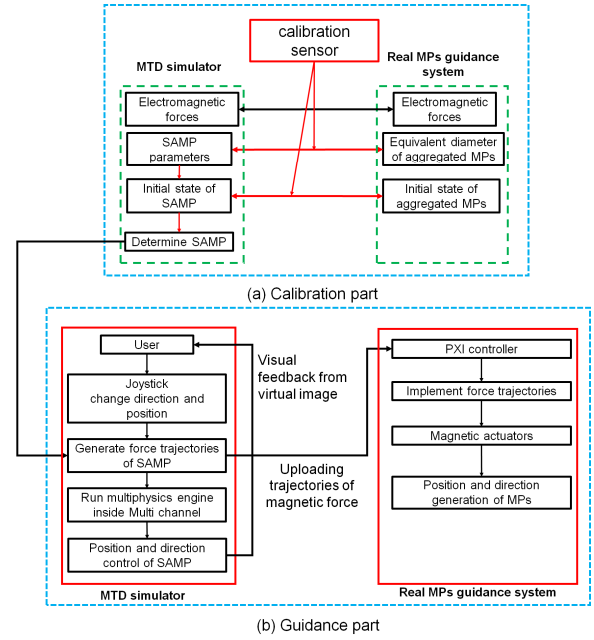 calibration
sensor
MTD simulator
Real MPs guidance
system
Electromagnetic
forces
Electromagnetic
forces
SAMP
parameters
Equivalent diameter
of aggregated MPs
Initial state of
SAMP
Initial state of
aggregated MPs
Determine SAMP
(a) Calibration part
User
Joystick
change direction and
position
Generate force trajectories
of SAMP
Run multiphysics engine
inside Multi channel
Position and direction
control of SAMP
MTD simulator
Visual
feedback from
virtual image
Uploading
trajectories of
magnetic force
PXI controller
Implement force trajectories
Magnetic actuators
Position and direction
generation of MPs
Real MPs guidance system
(b) Guidance part